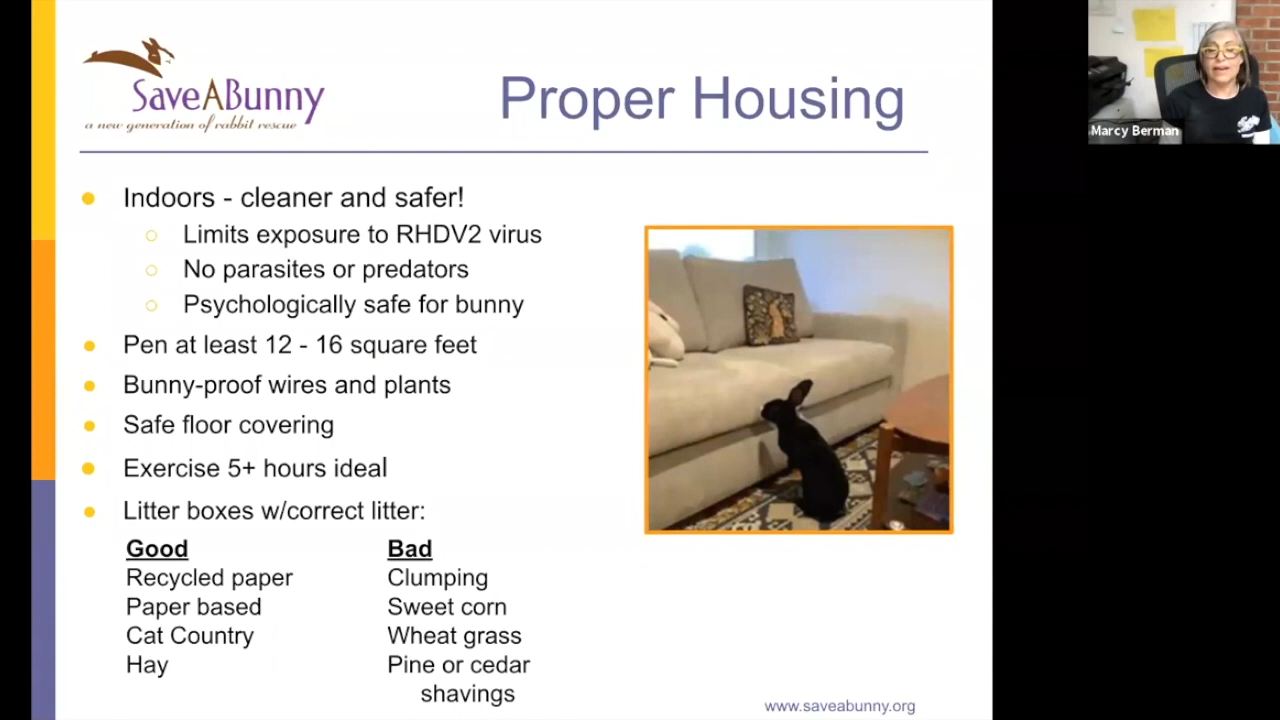 SaveABunny
a new generation of rabbit rescue
Proper Housing
Marcy Berman
● Indoors - cleaner and safer!
○ Limits exposure to RHDV2 virus
○ No parasites or predators
○ Psychologically safe for bunny
● Pen at least 12 - 16 square feet
● Bunny-proof wires and plants
● Safe floor covering
● Exercise 5+ hours ideal
● Litter boxes w/correct litter:
Good Bad
Recycled paper Clumping
Paper based Sweet corn
Cat Country Wheat grass
Hay Pine or cedar
shavings
www.saveabunny.org